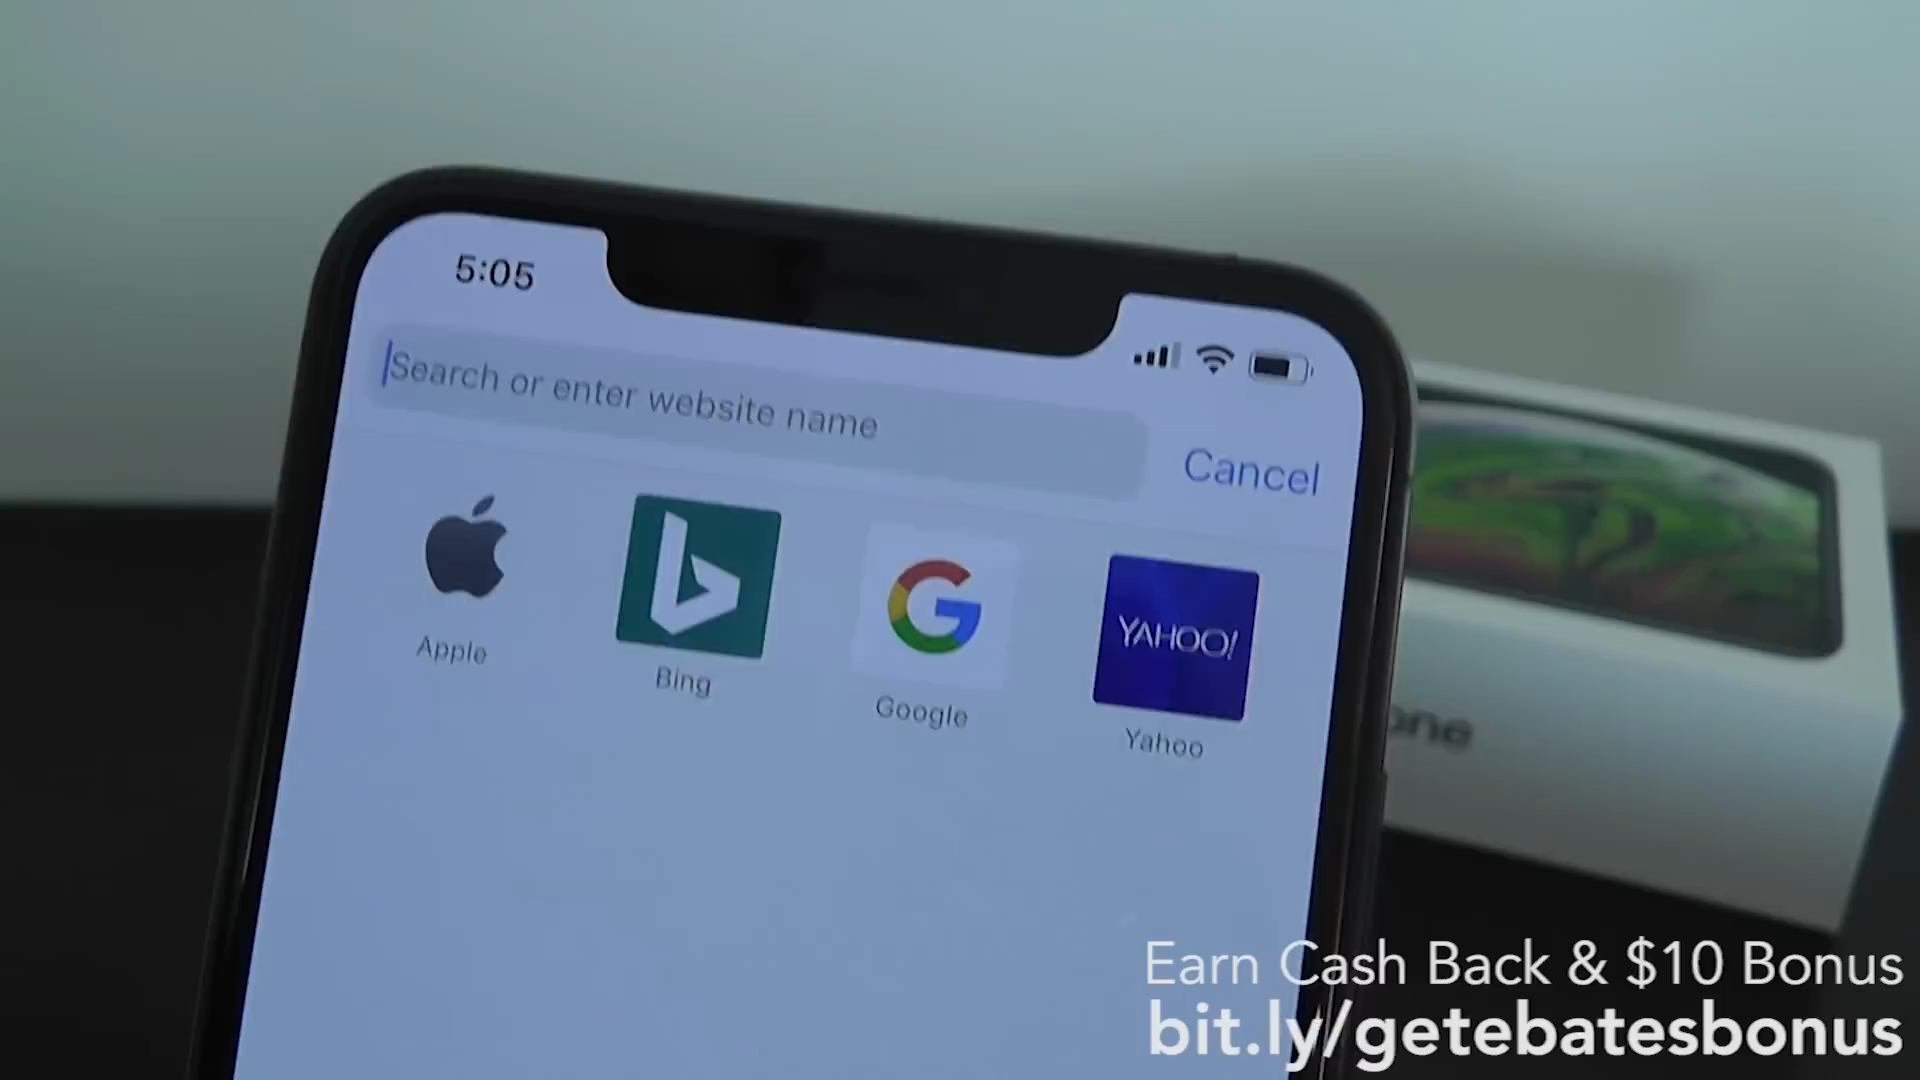 5:05
Search or enter website name
Cancel
Apple
Bing
Google
YAHOO!
Yahoo
one
Earn Cash Back & $10 Bonus
bit.ly/getebatesbonus